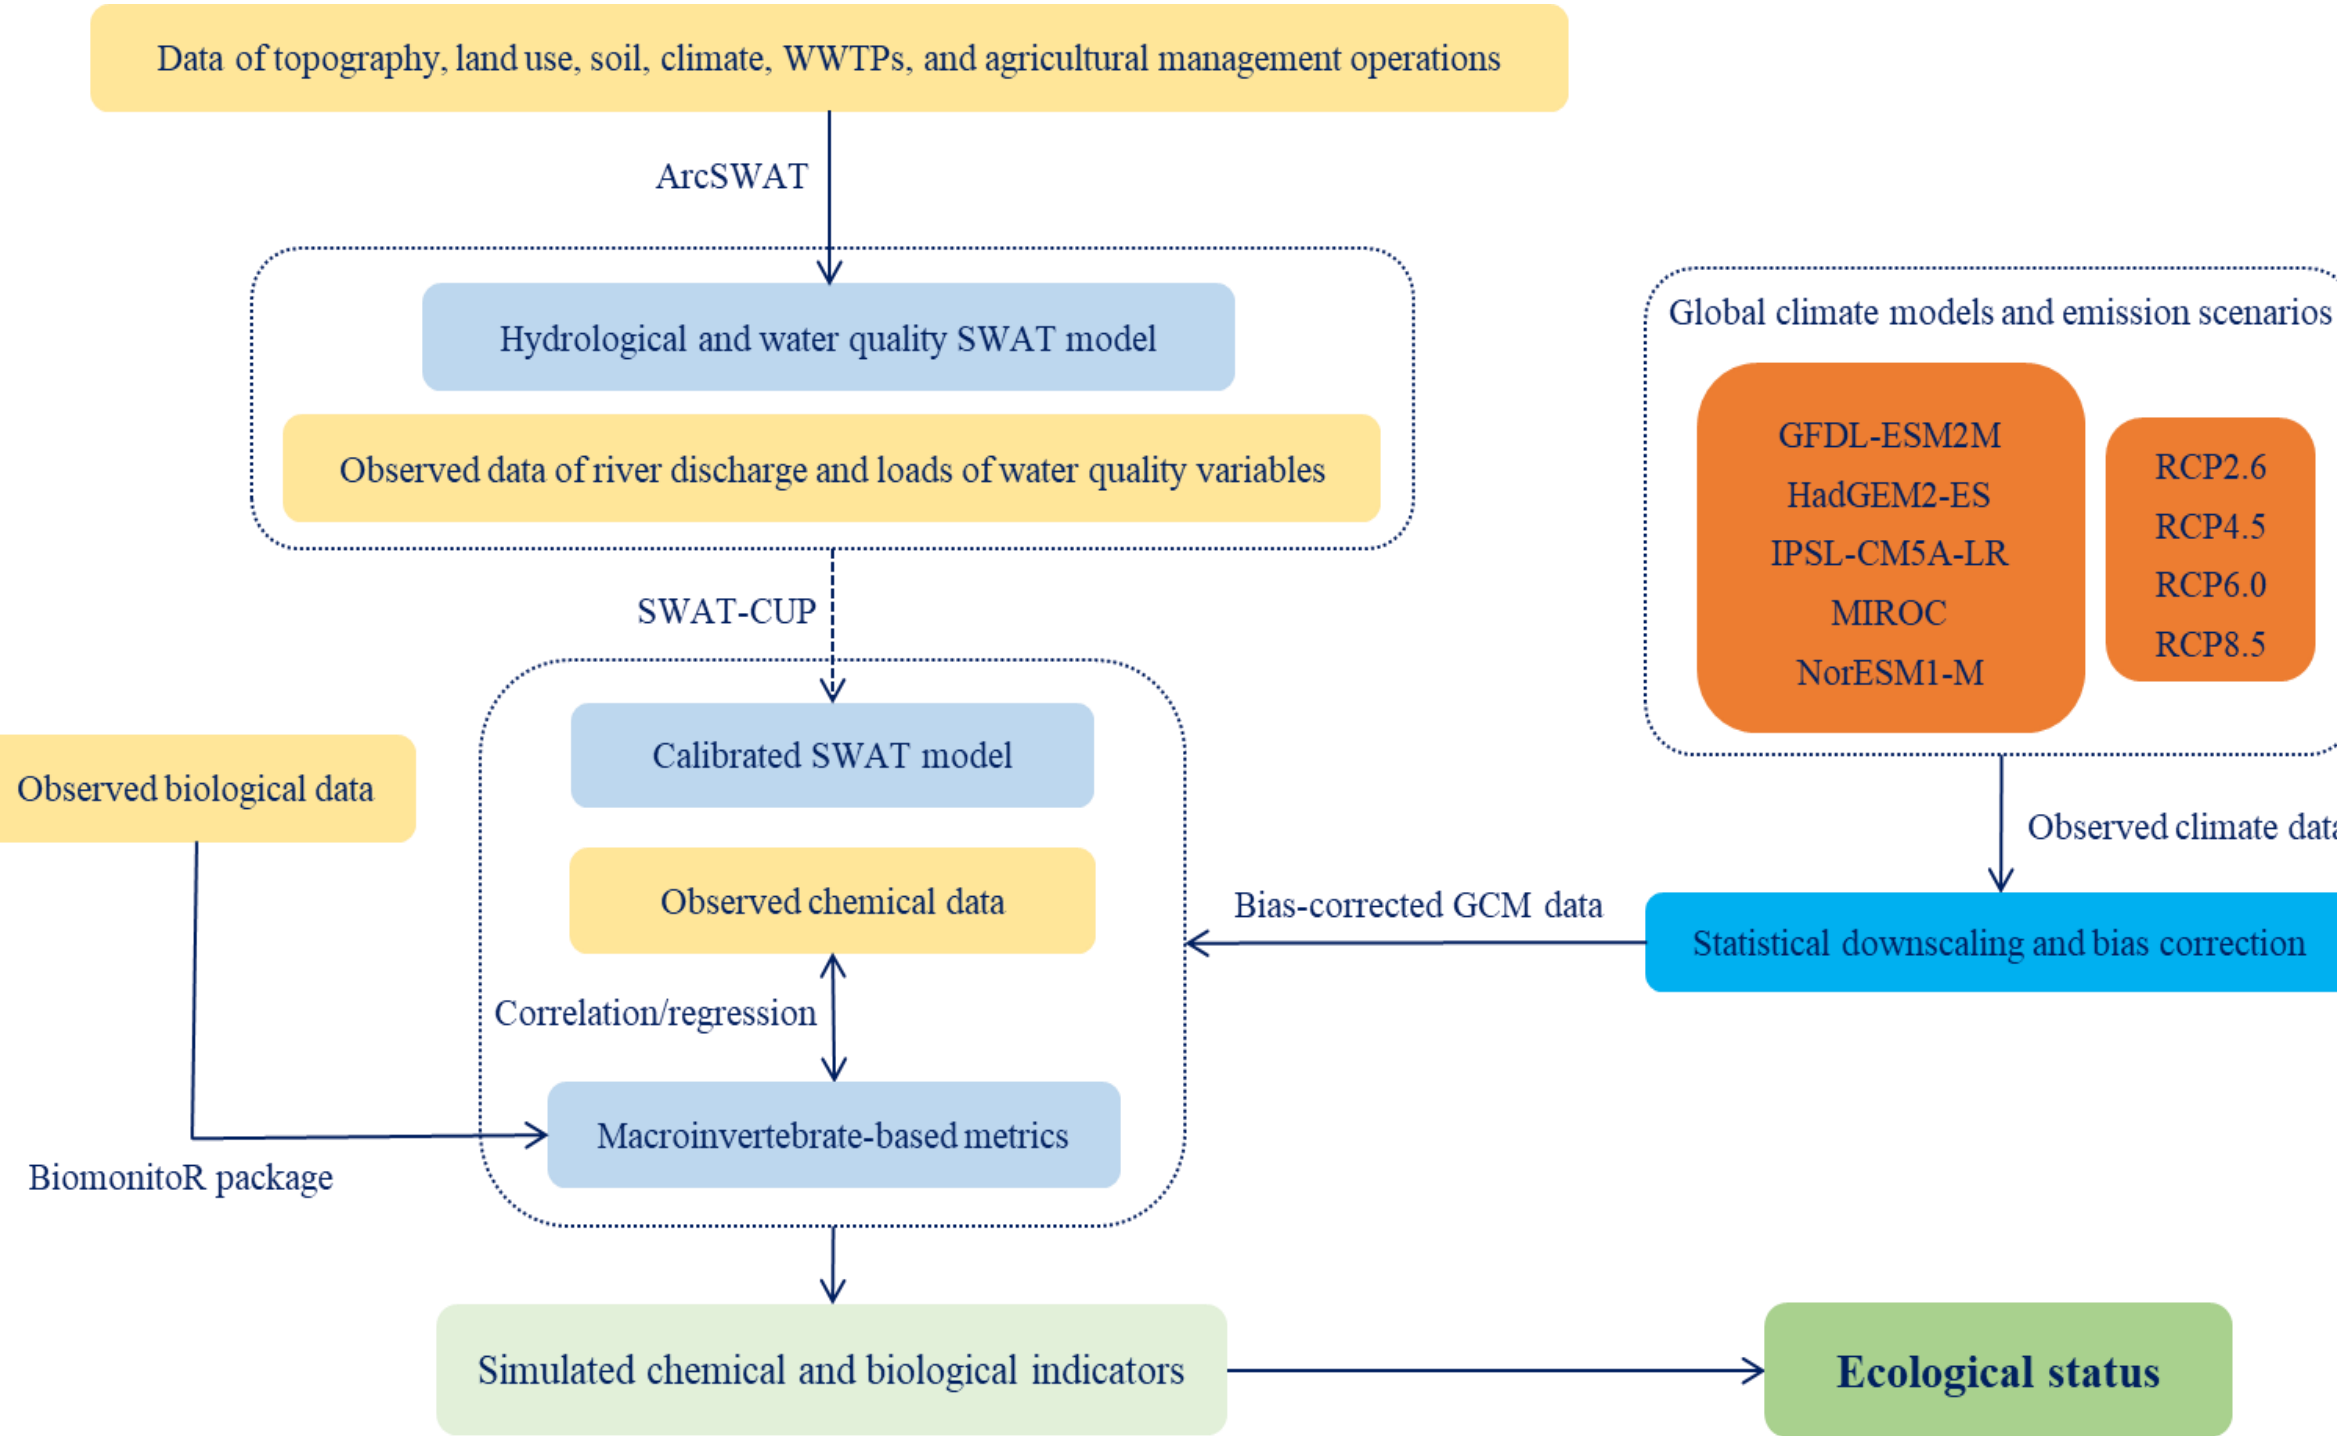 Data of topography, land use, soil, climate, WWTPs, and agricultural management operations
ArcSWAT
Hydrological and water quality SWAT model
Observed data of river discharge and loads of water quality variables
SWAT-CUP
Global climate models and emission scenarios
GFDL-ESM2M
HadGEM2-ES
IPSL-CM5A-LR
MIROC
NorESM1-M
RCP2.6
RCP4.5
RCP6.0
RCP8.5
Observed climate data
Statistical downscaling and bias correction
Bias-corrected GCM data
Calibrated SWAT model
Observed chemical data
Correlation/regression
Macroinvertebrate-based metrics
Observed biological data
BiomonitoR package
Simulated chemical and biological indicators
Ecological status